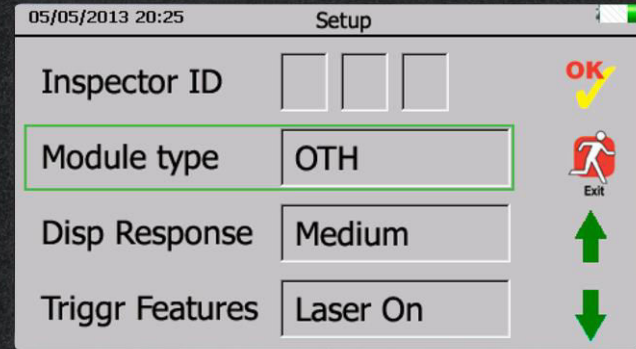 05/05/2013 20:25 Setup
Inspector ID
OK
Module type OTH
Exit
Disp Response Medium
Triggr Features Laser On